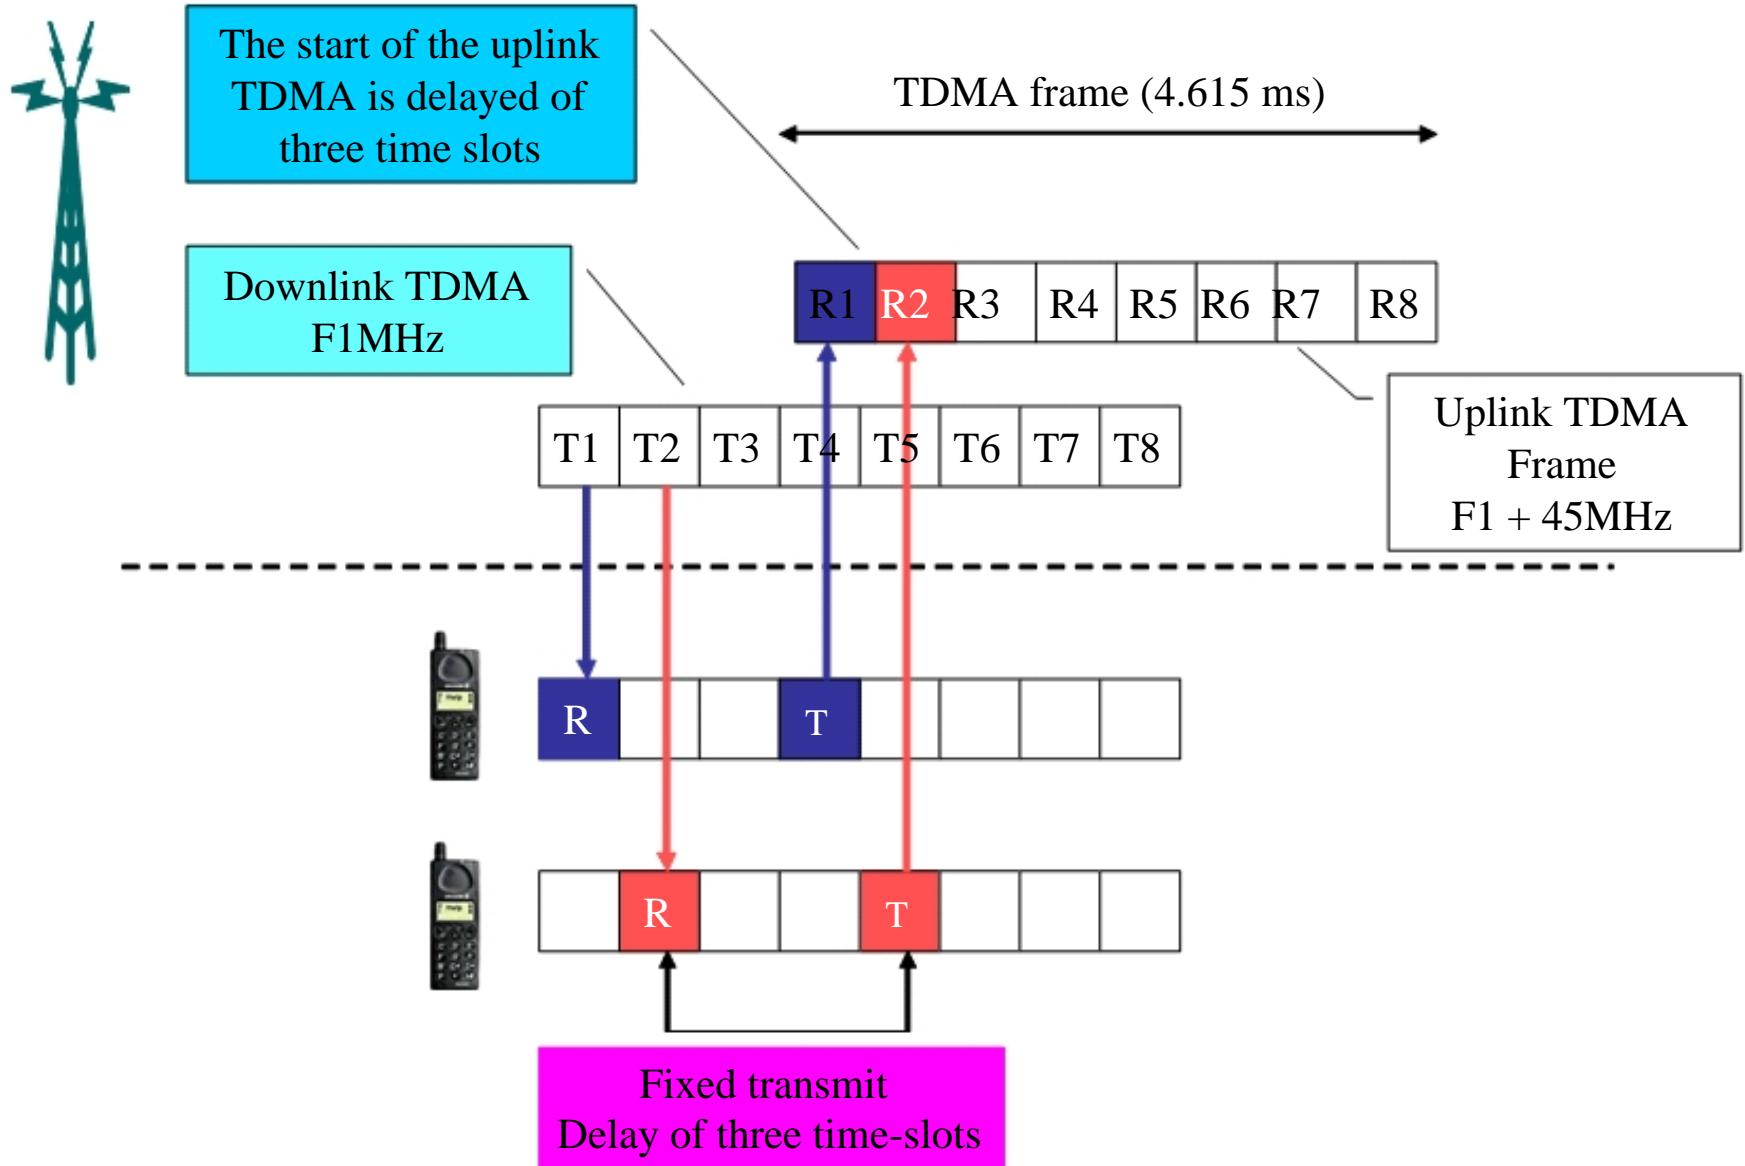 The start of the uplink
TDMA is delayed of
three time slots
TDMA frame (4.615 ms)
Downlink TDMA
F1MHz
R1 R2 R3 R4 R5 R6 R7 R8
T1 T2 T3 T4 T5 T6 T7 T8
Uplink TDMA
Frame
F1 + 45MHz
R T
R T
Fixed transmit
Delay of three time-slots